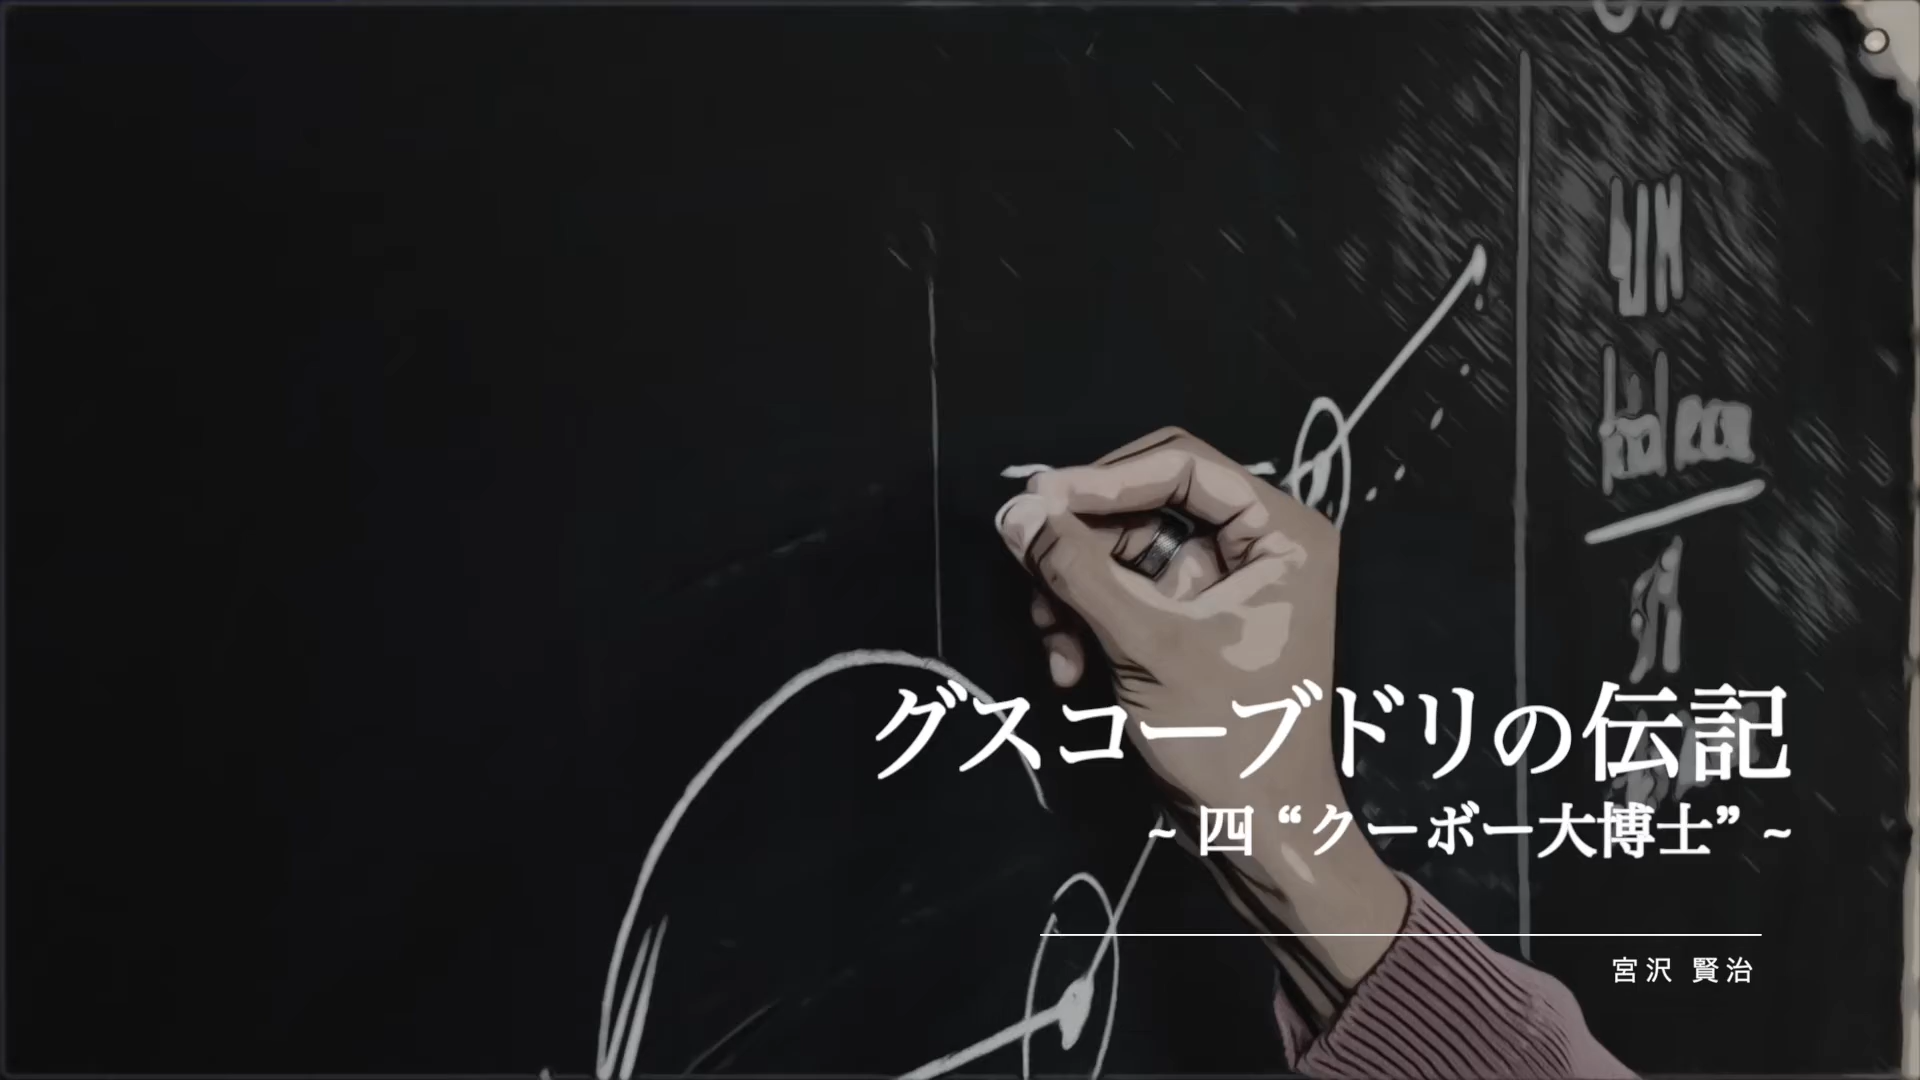 グスコーブドリの伝記
~ 四 “クーボー大博士” ~
宮沢 賢治